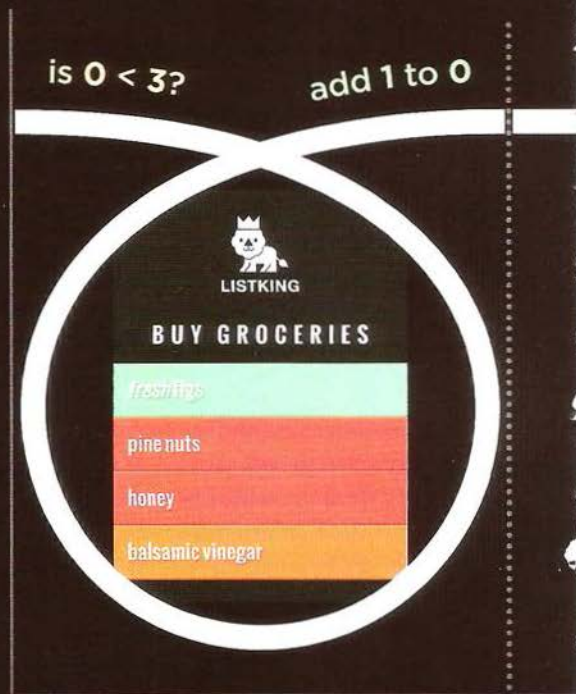 is 0 < 3?
add 1 to 0
LISTKING
BUY GROCERIES
fresh figs
pine nuts
honey
balsamic vinegar